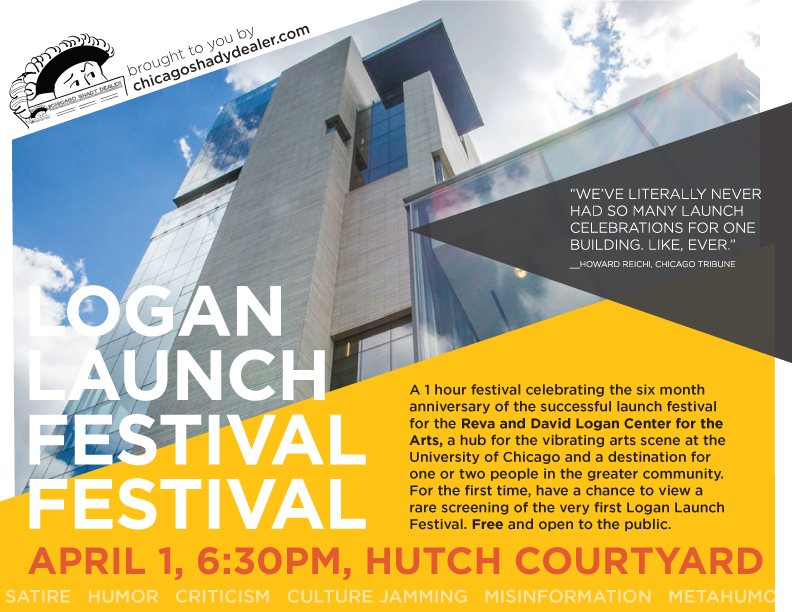 brought to you by
chicagoshadydealer.com
CHICAGO SHADY DEALER
"WE'VE LITERALLY NEVER
HAD SO MANY LAUNCH
CELEBRATIONS FOR ONE
BUILDING. LIKE, EVER."
__HOWARD REICHI, CHICAGO TRIBUNE
LOGAN
LAUNCH
FESTIVAL
FESTIVAL
A 1 hour festival celebrating the six month
anniversary of the successful launch festival
for the Reva and David Logan Center for the
Arts, a hub for the vibrating arts scene at the
University of Chicago and a destination for
one or two people in the greater community.
For the first time, have a chance to view a
rare screening of the very first Logan Launch
Festival. Free and open to the public.
APRIL 1, 6:30PM, HUTCH COURTYARD
SATIRE HUMOR CRITICISM CULTURE JAMMING MISINFORMATION METAHUMO